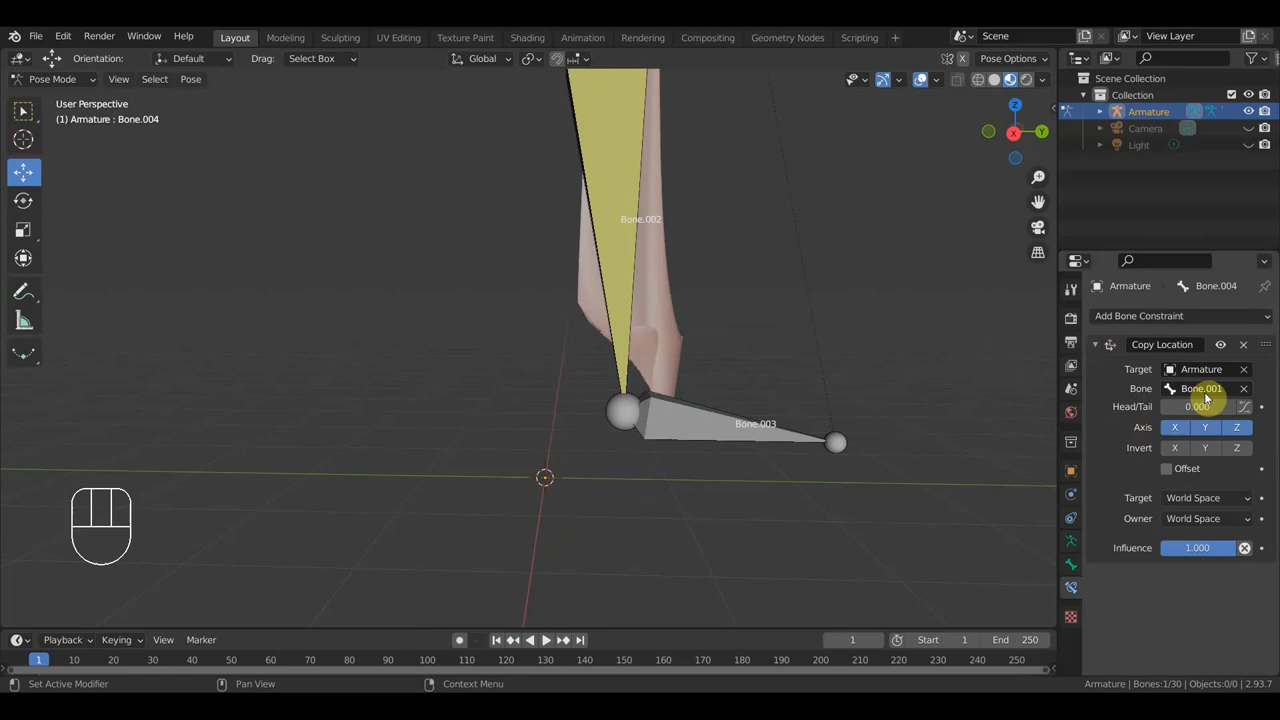 File Edit Render Window Help Layout Modeling Sculpting UV Editing Texture Paint Shading Animation Rendering Compositing Geometry Nodes Scripting + Scene View Layer
Orientation: Default Drag: Select Box Global X Pose Options
Pose Mode View Select Pose
Scene Collection
Collection
Armature
Camera
Light
User Perspective
(1) Armature : Bone.004
Z
Y
X
Bone.002
Bone.003
Armature Bone.004
Add Bone Constraint
Copy Location
Target Armature
Bone Bone.001
Head/Tail 0.000
Axis X Y Z
Invert X Y Z
Offset
Target World Space
Owner World Space
Influence 1.000
Playback Keying View Marker 1 Start 1 End 250
1 10 20 30 40 50 60 70 80 90 100 110 120 130 140 150 160 170 180 190 200 210 220 230 240 250
Set Active Modifier Pan View Context Menu Armature | Bones:1/30 | Objects:0/0 | 2.93.7